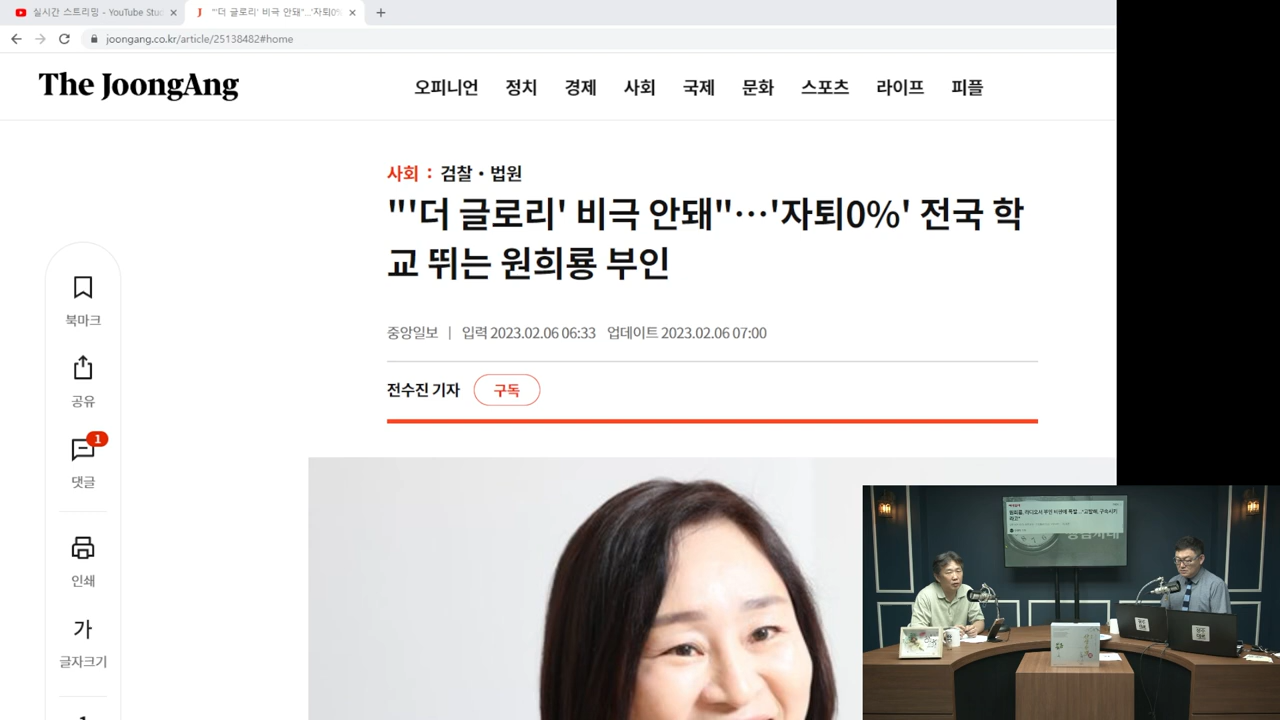 실시간 스트리밍 - YouTube Stu
"'더 글로리' 비극 안돼"…'자퇴0%
joongang.co.kr/article/25138482#home
The JoongAng
오피니언 정치 경제 사회 국제 문화 스포츠 라이프 피플
사회 : 검찰·법원
"'더 글로리' 비극 안돼"…'자퇴0%' 전국 학
교 뛰는 원희룡 부인
중앙일보 | 입력 2023.02.06 06:33 업데이트 2023.02.06 07:00
전수진 기자 구독
북마크
공유
1
댓글
인쇄
가
글자크기